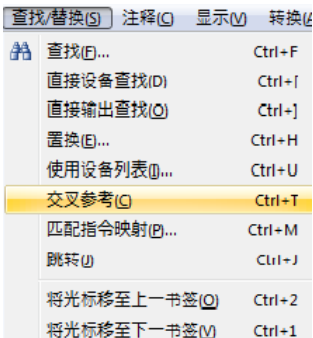 查找/替换(S) 注释(C) 显示(V) 转换(A
查找(F)... Ctrl+F
直接设备查找(D) Ctrl+[
直接输出查找(O) Ctrl+]
置换(E)... Ctrl+H
使用设备列表(I)... Ctrl+U
交叉参考(C) Ctrl+T
匹配指令映射(P)... Ctrl+M
跳转(J) Ctrl+J
将光标移至上一书签(O) Ctrl+2
将光标移至下一书签(V) Ctrl+1